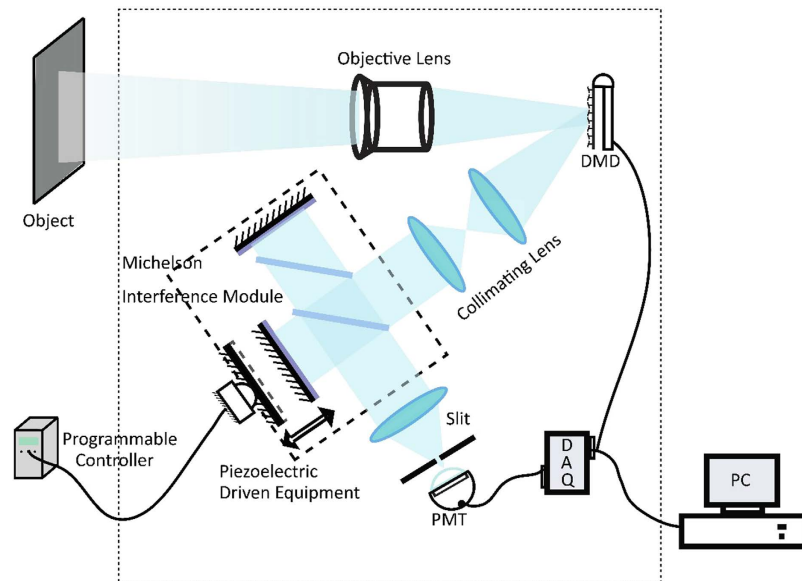 Objective Lens
DMD
Object
Michelson
Interference Module
Collimating Lens
Slit
Programmable
Controller
Piezoelectric
Driven Equipment
PMT
D
A
Q
PC